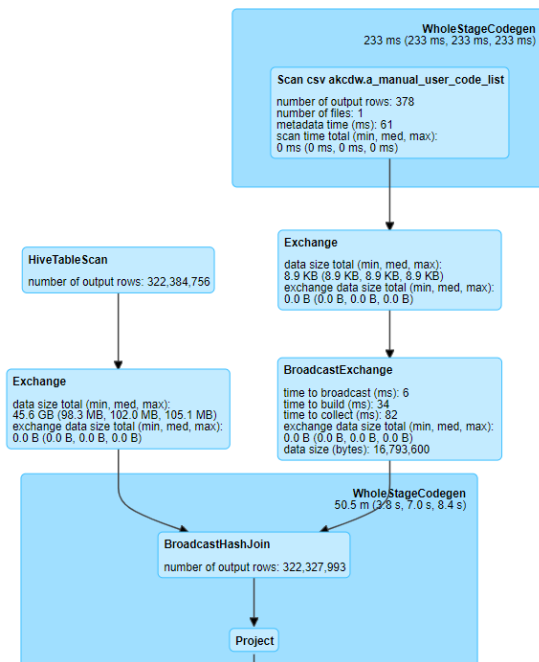 WholeStageCodegen
233 ms (233 ms, 233 ms, 233 ms)
Scan csv akcdw.a_manual_user_code_list
number of output rows: 378
number of files: 1
metadata time (ms): 61
scan time total (min, med, max):
0 ms (0 ms, 0 ms, 0 ms)
HiveTableScan
number of output rows: 322,384,756
Exchange
data size total (min, med, max):
8.9 KB (8.9 KB, 8.9 KB, 8.9 KB)
exchange data size total (min, med, max):
0.0 B (0.0 B, 0.0 B, 0.0 B)
Exchange
data size total (min, med, max):
45.6 GB (98.3 MB, 102.0 MB, 105.1 MB)
exchange data size total (min, med, max):
0.0 B (0.0 B, 0.0 B, 0.0 B)
BroadcastExchange
time to broadcast (ms): 6
time to build (ms): 34
time to collect (ms): 82
exchange data size total (min, med, max):
0.0 B (0.0 B, 0.0 B, 0.0 B)
data size (bytes): 16,793,600
WholeStageCodegen
50.5 m (3.8 s, 7.0 s, 8.4 s)
BroadcastHashJoin
number of output rows: 322,327,993
Project